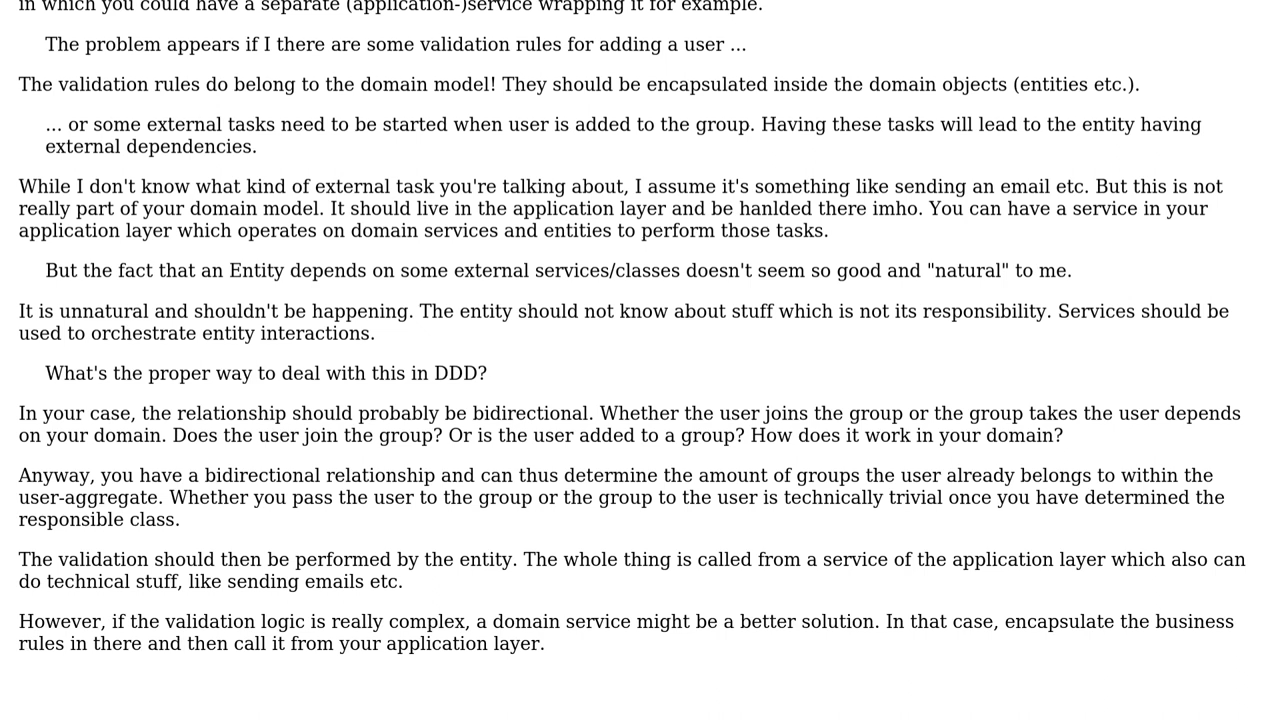 in which you could have a separate (application-)service wrapping it for example.
The problem appears if I there are some validation rules for adding a user ...
The validation rules do belong to the domain model! They should be encapsulated inside the domain objects (entities etc.).
... or some external tasks need to be started when user is added to the group. Having these tasks will lead to the entity having
external dependencies.
While I don't know what kind of external task you're talking about, I assume it's something like sending an email etc. But this is not
really part of your domain model. It should live in the application layer and be hanlded there imho. You can have a service in your
application layer which operates on domain services and entities to perform those tasks.
But the fact that an Entity depends on some external services/classes doesn't seem so good and "natural" to me.
It is unnatural and shouldn't be happening. The entity should not know about stuff which is not its responsibility. Services should be
used to orchestrate entity interactions.
What's the proper way to deal with this in DDD?
In your case, the relationship should probably be bidirectional. Whether the user joins the group or the group takes the user depends
on your domain. Does the user join the group? Or is the user added to a group? How does it work in your domain?
Anyway, you have a bidirectional relationship and can thus determine the amount of groups the user already belongs to within the
user-aggregate. Whether you pass the user to the group or the group to the user is technically trivial once you have determined the
responsible class.
The validation should then be performed by the entity. The whole thing is called from a service of the application layer which also can
do technical stuff, like sending emails etc.
However, if the validation logic is really complex, a domain service might be a better solution. In that case, encapsulate the business
rules in there and then call it from your application layer.